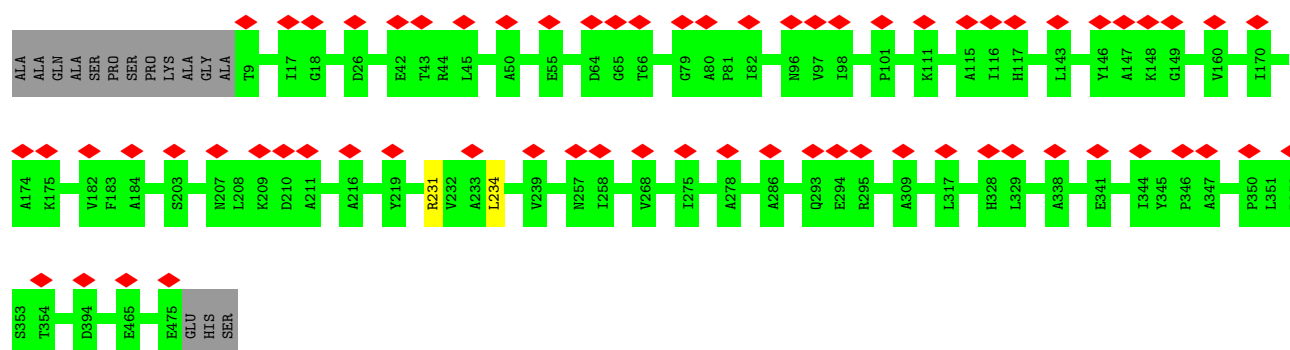 ALA ALA GLN ALA SER PRO SER PRO LYS ALA GLY ALA T9 I17 G18 D26 E42 T43 R44 L45 A50 E55 D64 G65 T66 G79 A80 P81 I82 N96 V97 I98 P101 K111 A115 I116 H117 L143 Y146 A147 K148 G149 V160 I170
A174 K175 V182 F183 A184 S203 N207 L208 K209 D210 A211 A216 Y219 R231 V232 A233 L234 V239 N257 I258 V268 I275 A278 A286 Q293 E294 R295 A309 L317 H328 L329 A338 E341 I344 Y345 P346 A347 P350 L351
S353 T354 D394 E465 E475 GLU HIS SER